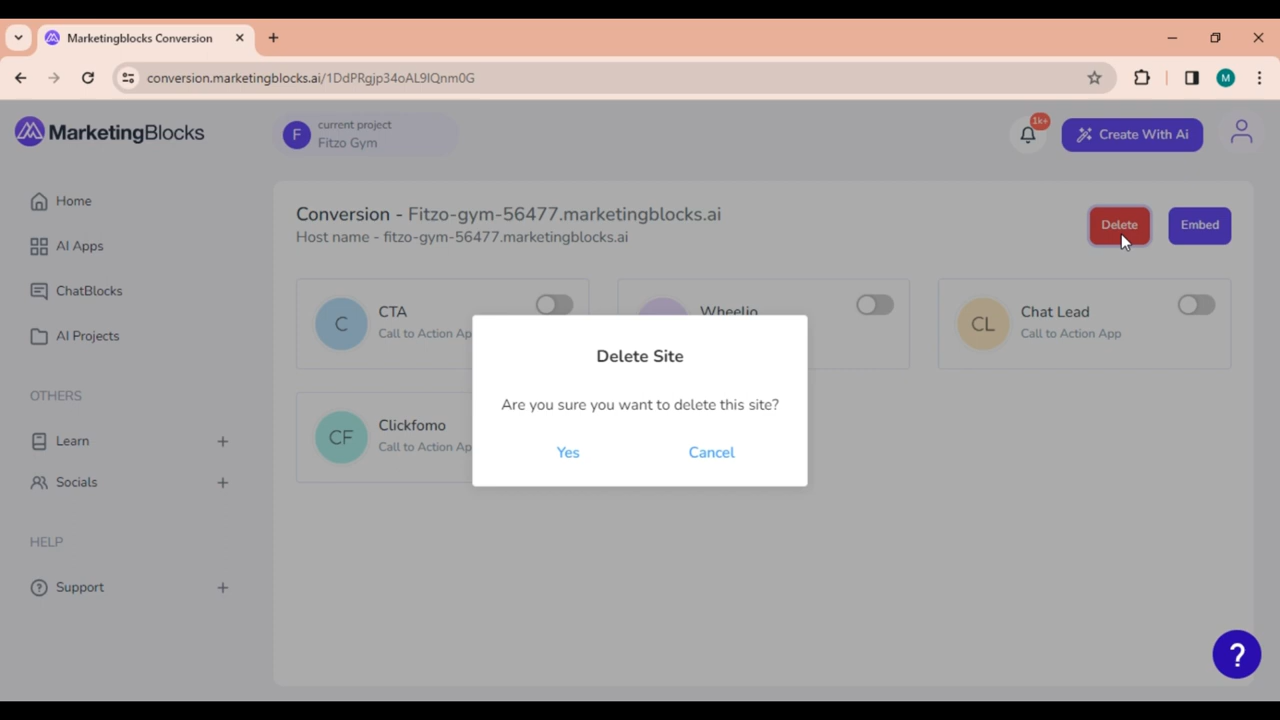 Marketingblocks Conversion
conversion.marketingblocks.ai/1DdPRgjp34oAL9IQnm0G
M
MarketingBlocks
F
current project
Fitzo Gym
1k+
Create With Ai
Home
AI Apps
ChatBlocks
AI Projects
OTHERS
Learn
Socials
HELP
Support
Conversion - Fitzo-gym-56477.marketingblocks.ai
Host name - fitzo-gym-56477.marketingblocks.ai
Delete
Embed
C
CTA
Call to Action Ap
Wheelio
CL
Chat Lead
Call to Action App
CF
Clickfomo
Call to Action Ap
Delete Site
Are you sure you want to delete this site?
Yes
Cancel
?